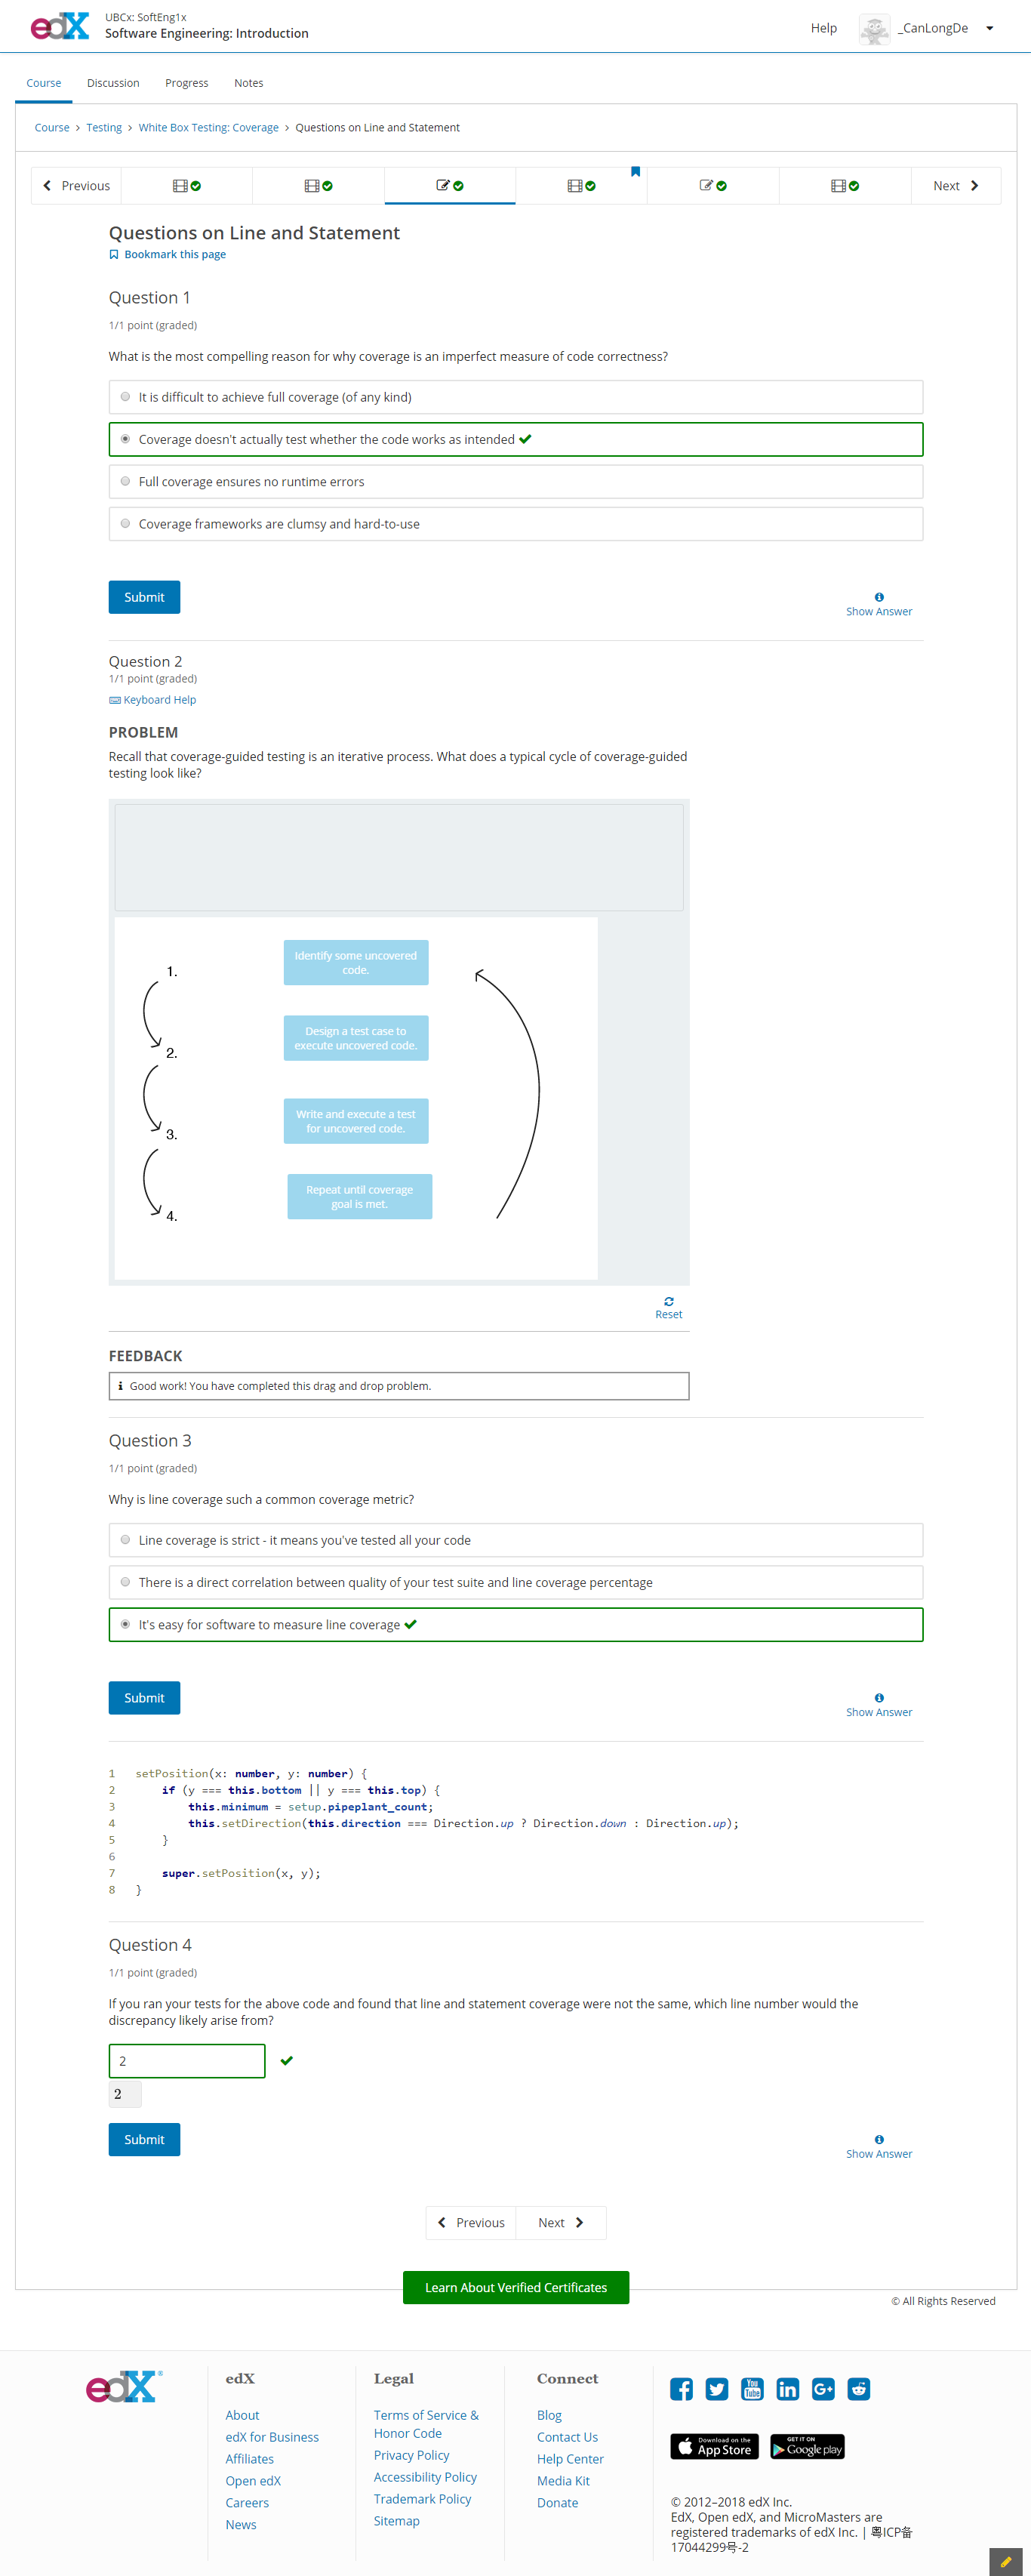 edX
UBCx: SoftEng1x
Software Engineering: Introduction
Help
_CanLongDe
Course
Discussion
Progress
Notes
Course > Testing > White Box Testing: Coverage > Questions on Line and Statement
Previous
Next
Questions on Line and Statement
Bookmark this page
Question 1
1/1 point (graded)
What is the most compelling reason for why coverage is an imperfect measure of code correctness?
It is difficult to achieve full coverage (of any kind)
Coverage doesn't actually test whether the code works as intended
Full coverage ensures no runtime errors
Coverage frameworks are clumsy and hard-to-use
Submit
Show Answer
Question 2
1/1 point (graded)
Keyboard Help
PROBLEM
Recall that coverage-guided testing is an iterative process. What does a typical cycle of coverage-guided
testing look like?
1.
Identify some uncovered
code.
2.
Design a test case to
execute uncovered code.
3.
Write and execute a test
for uncovered code.
4.
Repeat until coverage
goal is met.
Reset
FEEDBACK
Good work! You have completed this drag and drop problem.
Question 3
1/1 point (graded)
Why is line coverage such a common coverage metric?
Line coverage is strict - it means you've tested all your code
There is a direct correlation between quality of your test suite and line coverage percentage
It's easy for software to measure line coverage
Submit
Show Answer
1 setPosition(x: number, y: number) {
2 if (y === this.bottom || y === this.top) {
3 this.minimum = setup.pipeplant_count;
4 this.setDirection(this.direction === Direction.up ? Direction.down : Direction.up);
5 }
6
7 super.setPosition(x, y);
8 }
Question 4
1/1 point (graded)
If you ran your tests for the above code and found that line and statement coverage were not the same, which line number would the
discrepancy likely arise from?
2
2
Submit
Show Answer
Previous
Next
Learn About Verified Certificates
© All Rights Reserved
edX®
edX
About
edX for Business
Affiliates
Open edX
Careers
News
Legal
Terms of Service &
Honor Code
Privacy Policy
Accessibility Policy
Trademark Policy
Sitemap
Connect
Blog
Contact Us
Help Center
Media Kit
Donate
You
Tube
in
G+
Download on the
App Store
GET IT ON
Google play
© 2012–2018 edX Inc.
EdX, Open edX, and MicroMasters are
registered trademarks of edX Inc. | 粤ICP备
17044299号-2